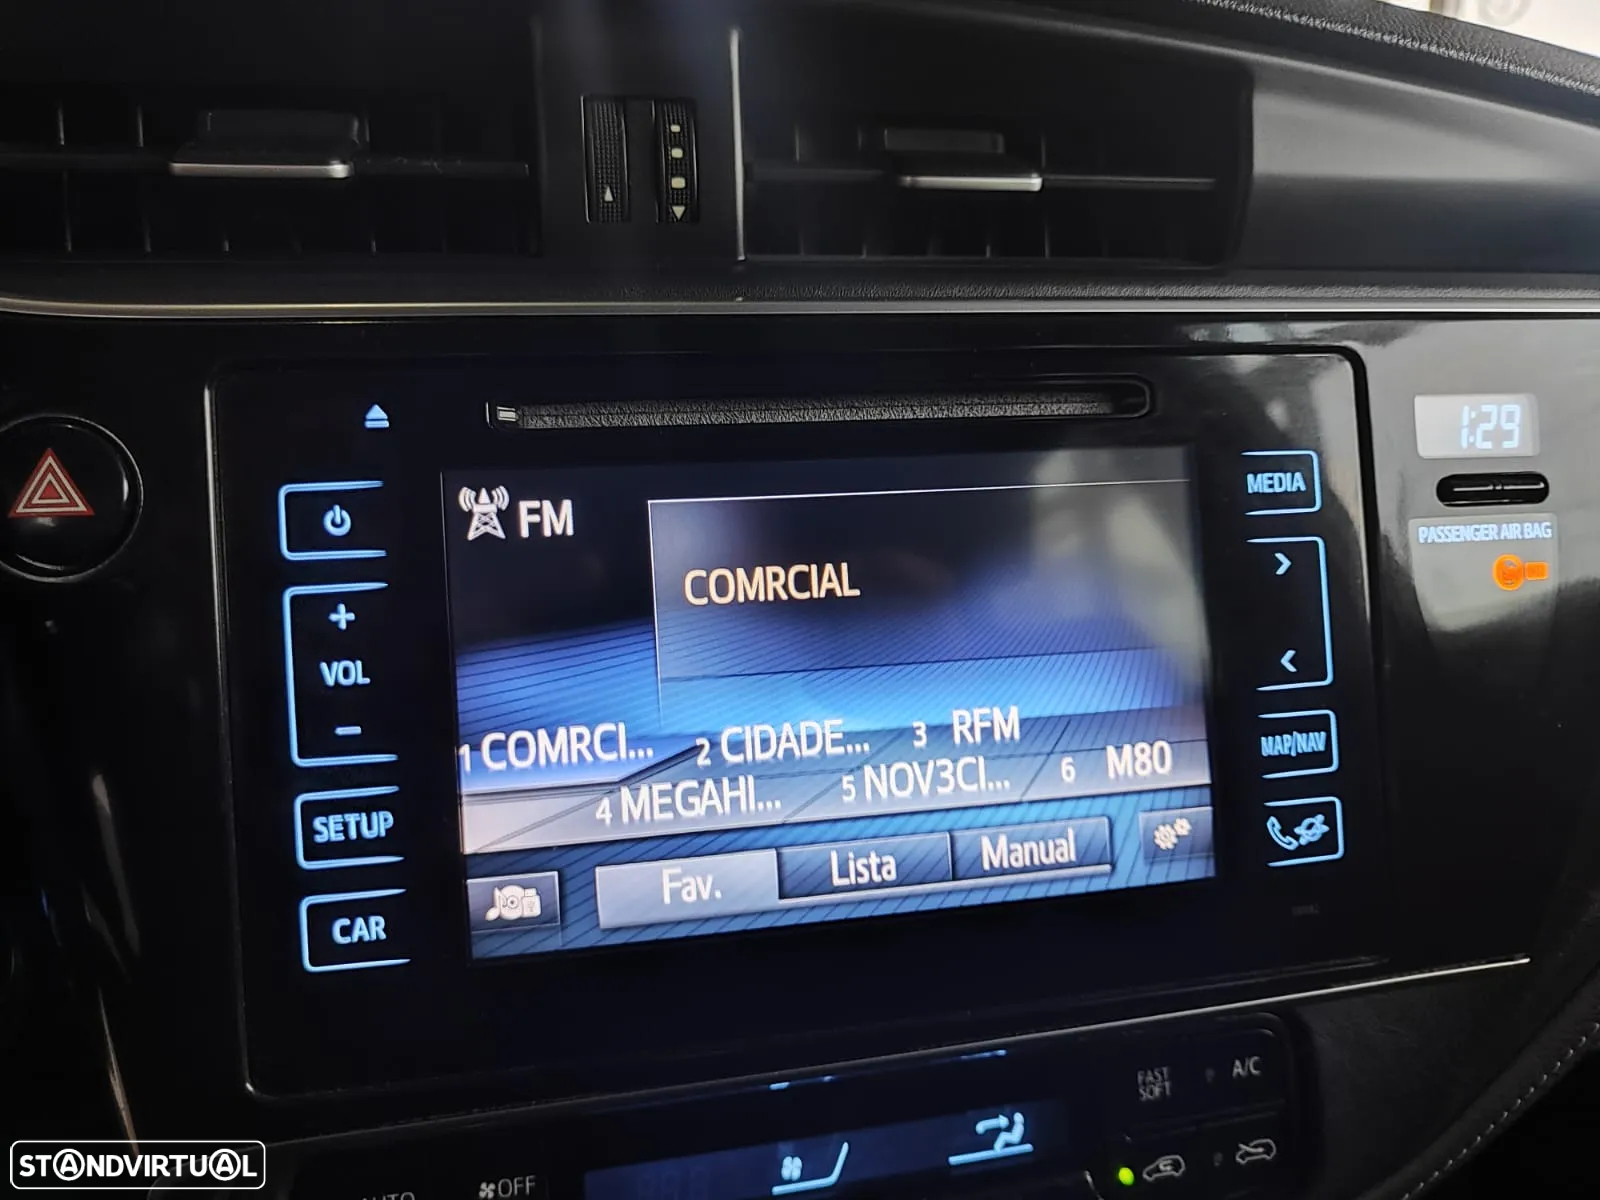 1:29
MEDIA
FM
PASSENGER AIR BAG
COMRCIAL
+
VOL
-
1 COMRCI... 2 CIDADE... 3 RFM
MAP/NAV
4 MEGAHI... 5 NOV3CI... 6 M80
SETUP
Fav. Lista Manual
CAR
FAST
SOFT
A/C
AUTO
OFF
STANDVIRTUAL